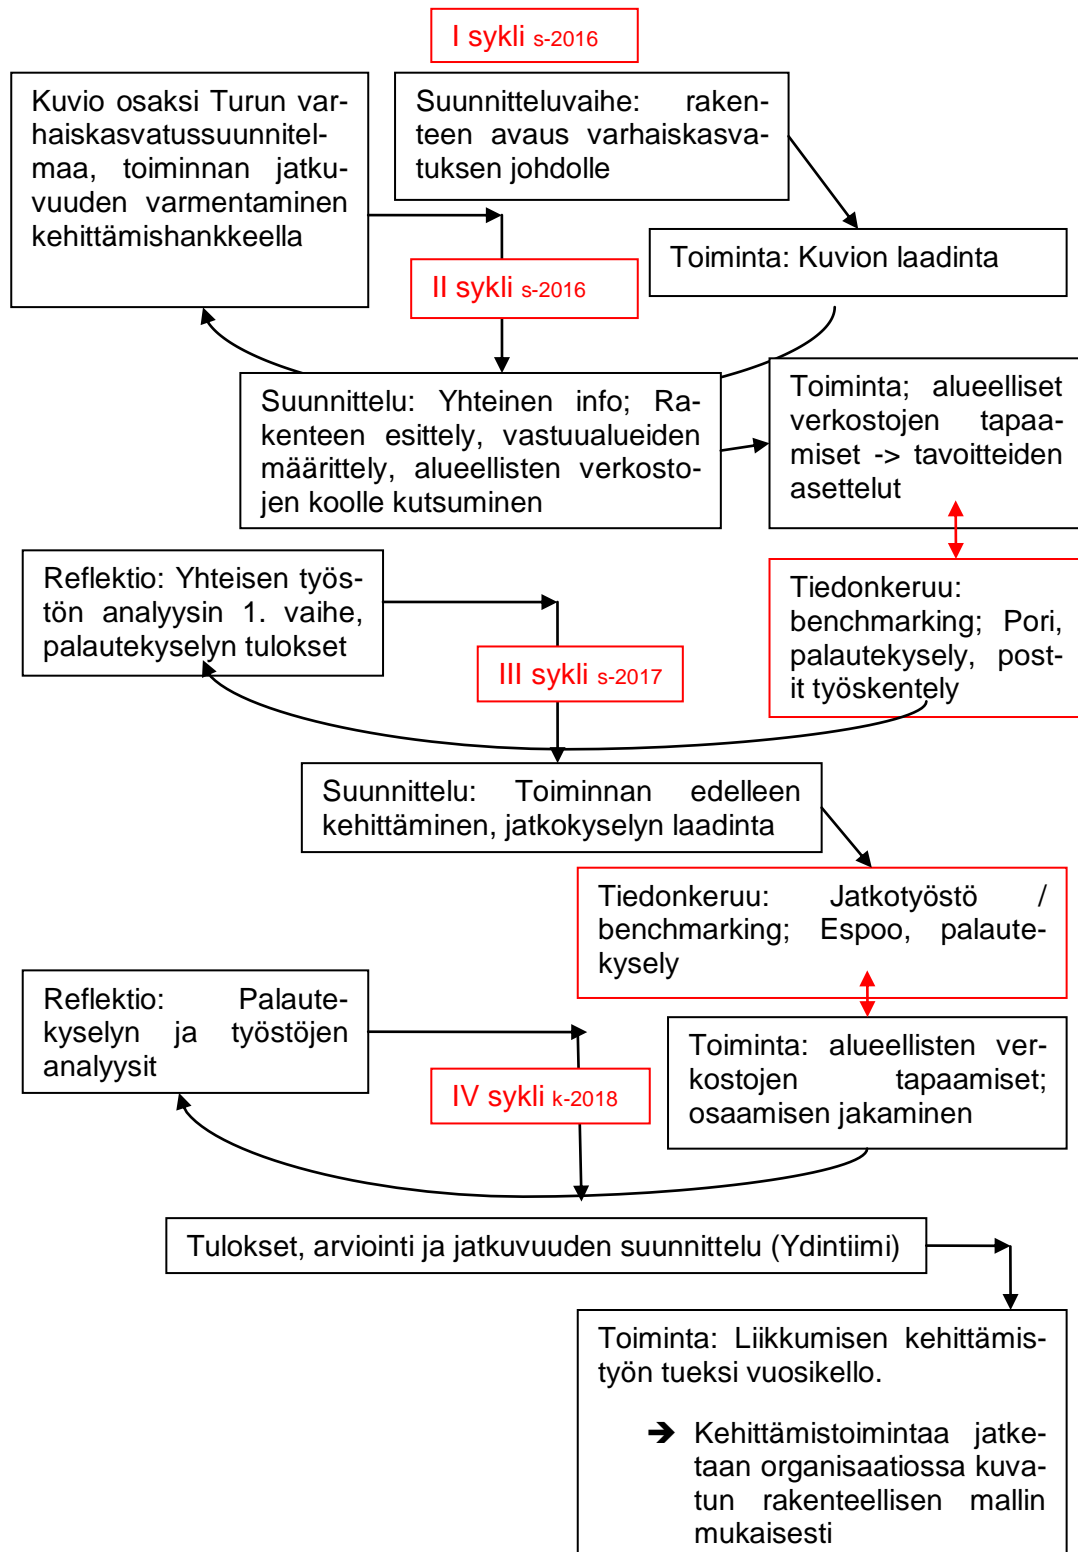 I sykli s-2016
Kuvio osaksi Turun var-
haiskasvatussuunnitel-
maa, toiminnan jatku-
vuuden varmentaminen
kehittämishankkeella
Suunnitteluvaihe: raken-
teen avaus varhaiskasva-
tuksen johdolle
Toiminta: Kuvion laadinta
II sykli s-2016
Suunnittelu: Yhteinen info; Ra-
kenteen esittely, vastuualueiden
määrittely, alueellisten verkosto-
jen koolle kutsuminen
Toiminta; alueelliset
verkostojen tapaa-
miset -> tavoitteiden
asettelut
Reflektio: Yhteisen työs-
tön analyysin 1. vaihe,
palautekyselyn tulokset
Tiedonkeruu:
benchmarking; Pori,
palautekysely, post-
it työskentely
III sykli s-2017
Suunnittelu: Toiminnan edelleen
kehittäminen, jatkokyselyn laadinta
Tiedonkeruu: Jatkotyöstö /
benchmarking; Espoo, palaute-
kysely
Reflektio: Palaute-
kyselyn ja työstöjen
analyysit
Toiminta: alueellisten ver-
kostojen tapaamiset;
osaamisen jakaminen
IV sykli k-2018
Tulokset, arviointi ja jatkuvuuden suunnittelu (Ydintiimi)
Toiminta: Liikkumisen kehittämis-
työn tueksi vuosikello.
➔ Kehittämistoimintaa jatke-
taan organisaatiossa kuva-
tun rakenteellisen mallin
mukaisesti